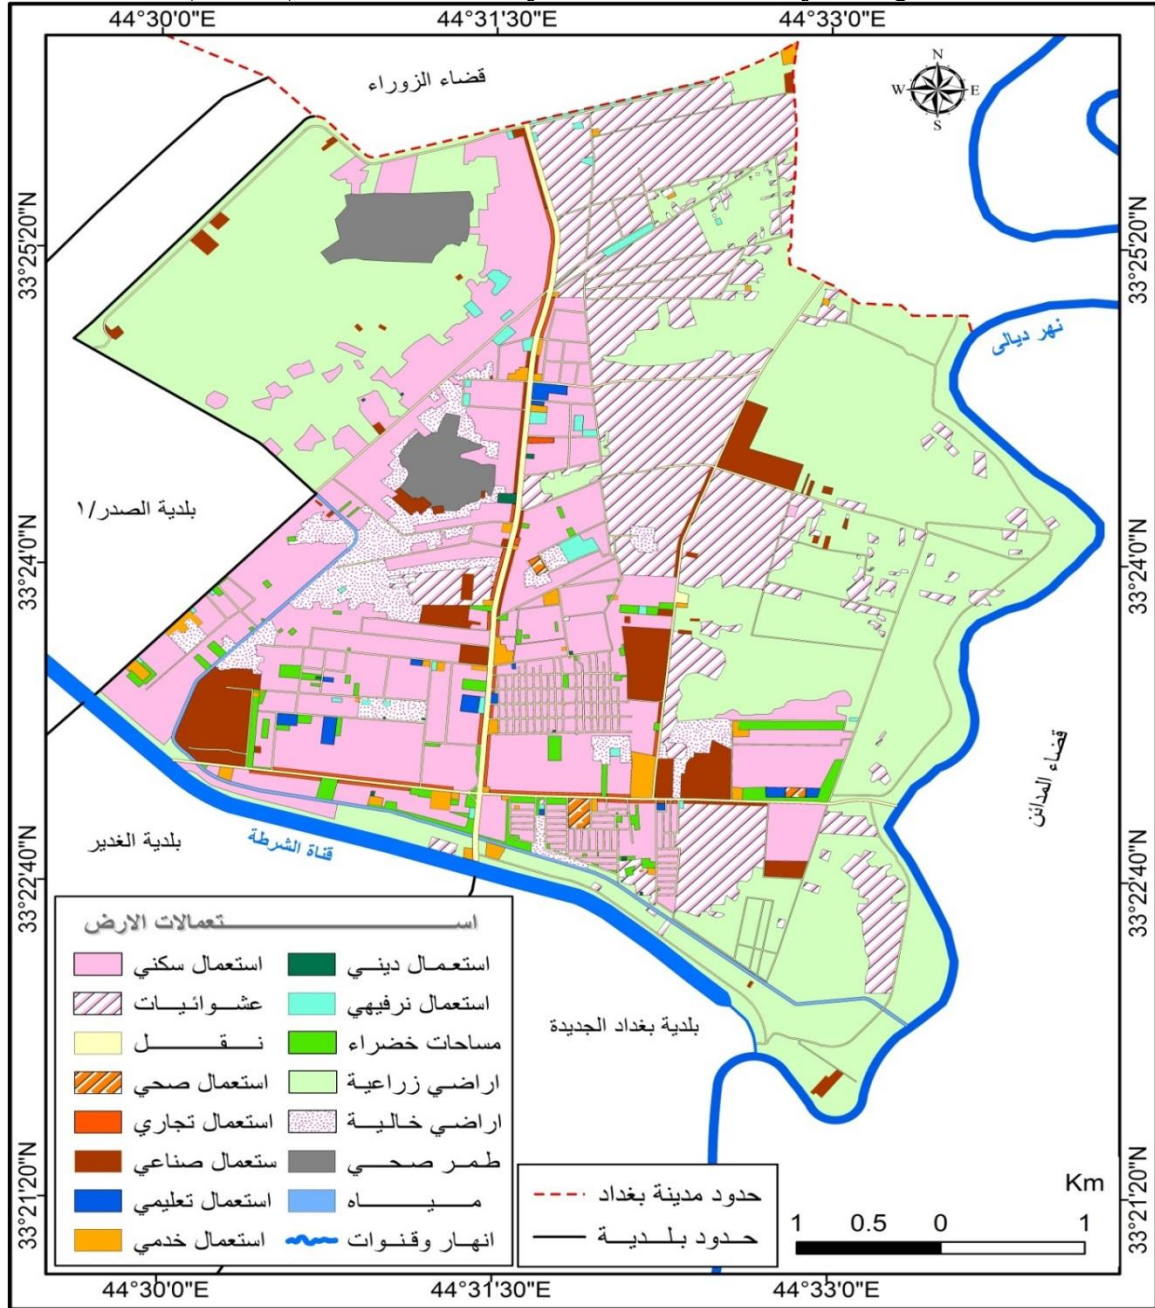 44°30'0"E 44°31'30"E 44°33'0"E
قضاء الزوراء
N
W E
S
33°25'20"N 33°25'20"N
نهر ديالى
بلدية الصدر/١
33°24'0"N 33°24'0"N
قضاء المدائن
بلدية الغدير
قناة الشرطة
33°22'40"N 33°22'40"N
بلدية بغداد الجديدة
استعمالات الارض
استعمال سكني
استعمال ديني
عشوائيات
استعمال نرفيهي
نقل
مساحات خضراء
استعمال صحي
اراضي زراعية
استعمال تجاري
اراضي خالية
ستعمال صناعي
طمر صحي
استعمال تعليمي
مياه
استعمال خدمي
انهار وقنوات
حدود مدينة بغداد
حدود بلدية
Km
1 0.5 0 1
33°21'20"N 33°21'20"N
44°30'0"E 44°31'30"E 44°33'0"E